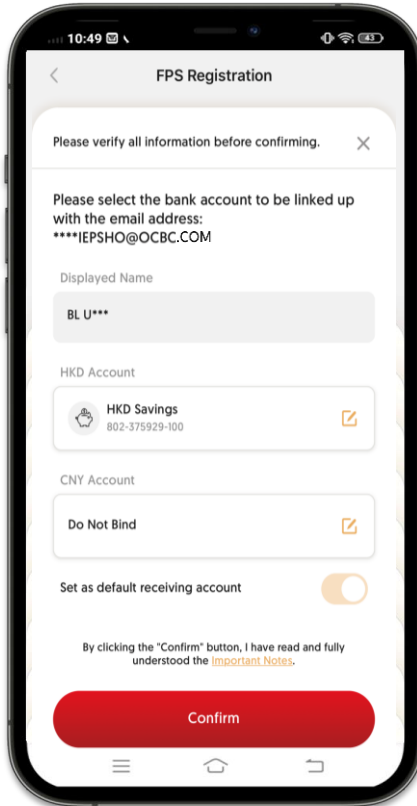 10:49
43
FPS Registration
Please verify all information before confirming.
Please select the bank account to be linked up
with the email address:
****IEPSHO@OCBC.COM
Displayed Name
BL U***
HKD Account
HKD Savings
802-375929-100
CNY Account
Do Not Bind
Set as default receiving account
By clicking the "Confirm" button, I have read and fully
understood the Important Notes.
Confirm